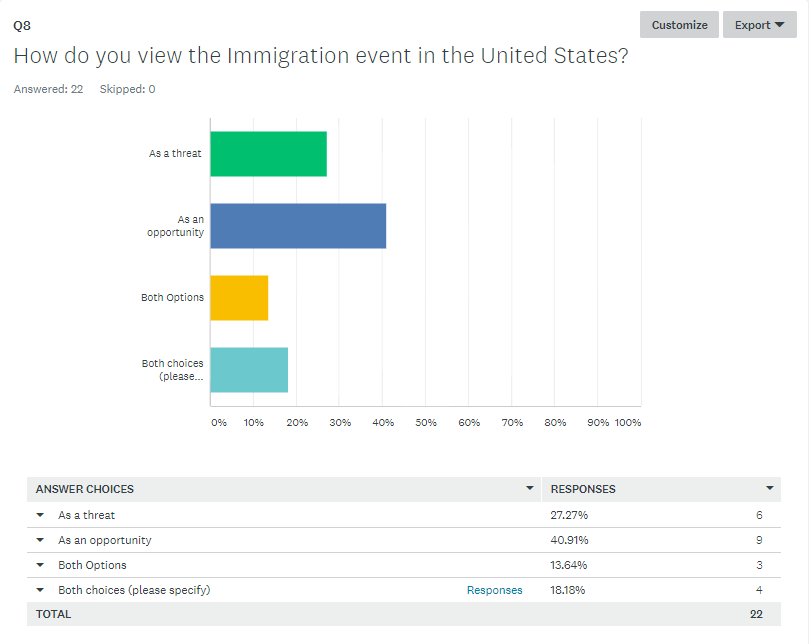 Q8
Customize
Export
How do you view the Immigration event in the United States?
Answered: 22 Skipped: 0
As a threat
As an
opportunity
Both Options
Both choices
(please...
0% 10% 20% 30% 40% 50% 60% 70% 80% 90% 100%
ANSWER CHOICES RESPONSES
As a threat 27.27% 6
As an opportunity 40.91% 9
Both Options 13.64% 3
Both choices (please specify) Responses 18.18% 4
TOTAL 22